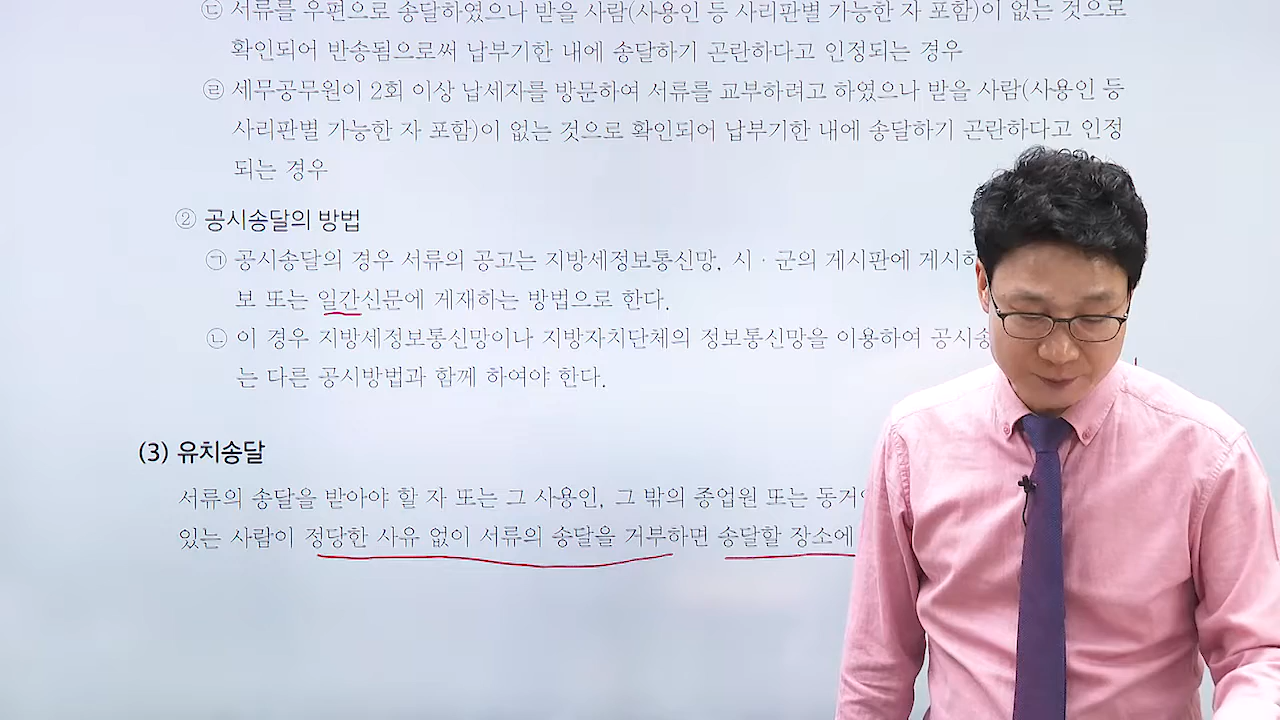 ㉢ 서류를 우편으로 송달하였으나 받을 사람(사용인 등 사리판별 가능한 자 포함)이 없는 것으로
확인되어 반송됨으로써 납부기한 내에 송달하기 곤란하다고 인정되는 경우
㉣ 세무공무원이 2회 이상 납세자를 방문하여 서류를 교부하려고 하였으나 받을 사람(사용인 등
사리판별 가능한 자 포함)이 없는 것으로 확인되어 납부기한 내에 송달하기 곤란하다고 인정
되는 경우
② 공시송달의 방법
㉠ 공시송달의 경우 서류의 공고는 지방세정보통신망, 시 · 군의 게시판에
보 또는 일간신문에 게재하는 방법으로 한다.
㉡ 이 경우 지방세정보통신망이나 지방자치단체의 정보통신망을 이용하여
는 다른 공시방법과 함께 하여야 한다.
(3) 유치송달
서류의 송달을 받아야 할 자 또는 그 사용인, 그 밖의 종업원 또는
있는 사람이 정당한 사유 없이 서류의 송달을 거부하면 송달할 장소에